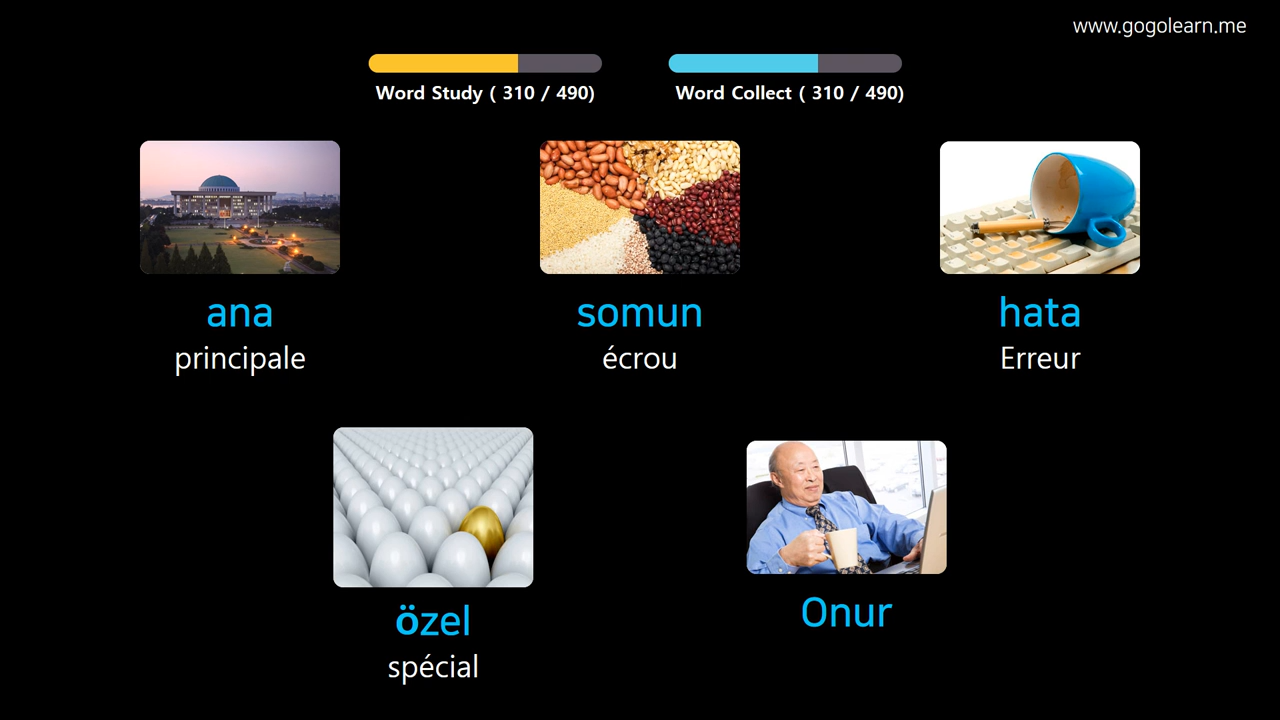 www.gogolearn.me
Word Study ( 310 / 490)
Word Collect ( 310 / 490)
ana
principale
somun
écrou
hata
Erreur
özel
spécial
Onur